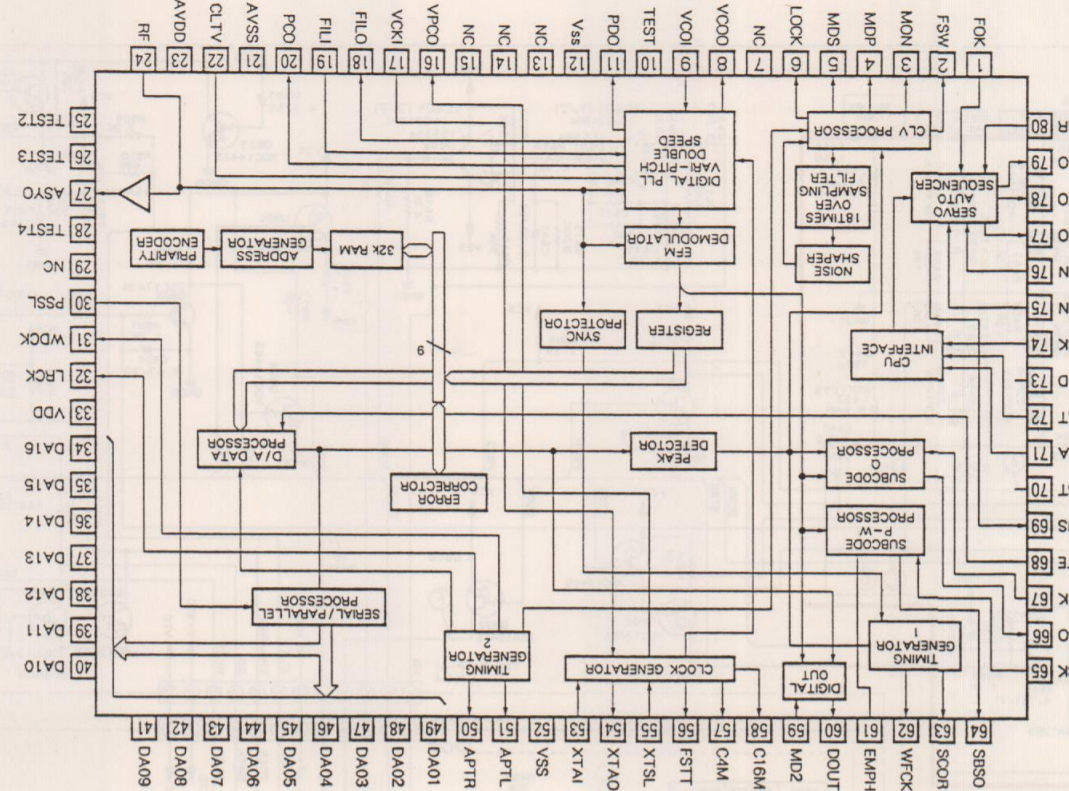 FOK 1
FSW 2
MON 3
MDP 4
MDS 5
LOCK 6
NC 7
VCOO 8
VCOI 9
TEST 10
PDO 11
Vss 12
NC 13
NC 14
NC 15
VPCO 16
VCKI 17
FILO 18
FILI 19
PCO 20
AVSS 21
CLTV 22
AVDD 23
RF 24
25 TEST2
26 TEST3
27 ASYO
28 TEST4
29 NC
30 PSSL
31 WDCK
32 LRCK
33 VDD
34 DA16
35 DA15
36 DA14
37 DA13
38 DA12
39 DA11
40 DA10
41 DA09
42 DA08
43 DA07
44 DA06
45 DA05
46 DA04
47 DA03
48 DA02
49 DA01
50 APTR
51 APTL
52 VSS
53 XTAI
54 XTAO
55 XTSL
56 FSTT
57 C4M
58 C16M
59 MD2
60 DOUT
61 EMPH
62 WFCK
63 SCOR
64 SBSO
K 65
O 66
K 67
TE 68
69
ST 70
A 71
T 72
D 73
K 74
N 75
N 76
O 77
O 78
O 79
R 80
TIMING
GENERATOR
1
DIGITAL
OUT
CLOCK GENERATOR
TIMING
GENERATOR
2
SERIAL/PARALLEL
PROCESSOR
SUBCODE
P-W
PROCESSOR
SUBCODE
Q
PROCESSOR
PEAK
DETECTOR
ERROR
CORRECTOR
D/A DATA
PROCESSOR
CPU
INTERFACE
REGISTER
SYNC
PROTECTOR
9
NOISE
SHAPER
EFM
DEMODULAR
32K RAM
ADDRESS
GENERATOR
PRIARITY
ENCODER
SERVO
AUTO
SEQUENCER
18TIMES
OVER
SAMPLING
FILTER
CLV PROCESSOR
DIGITAL PLL
VARI-PITCH
DOUBLE
SPEED